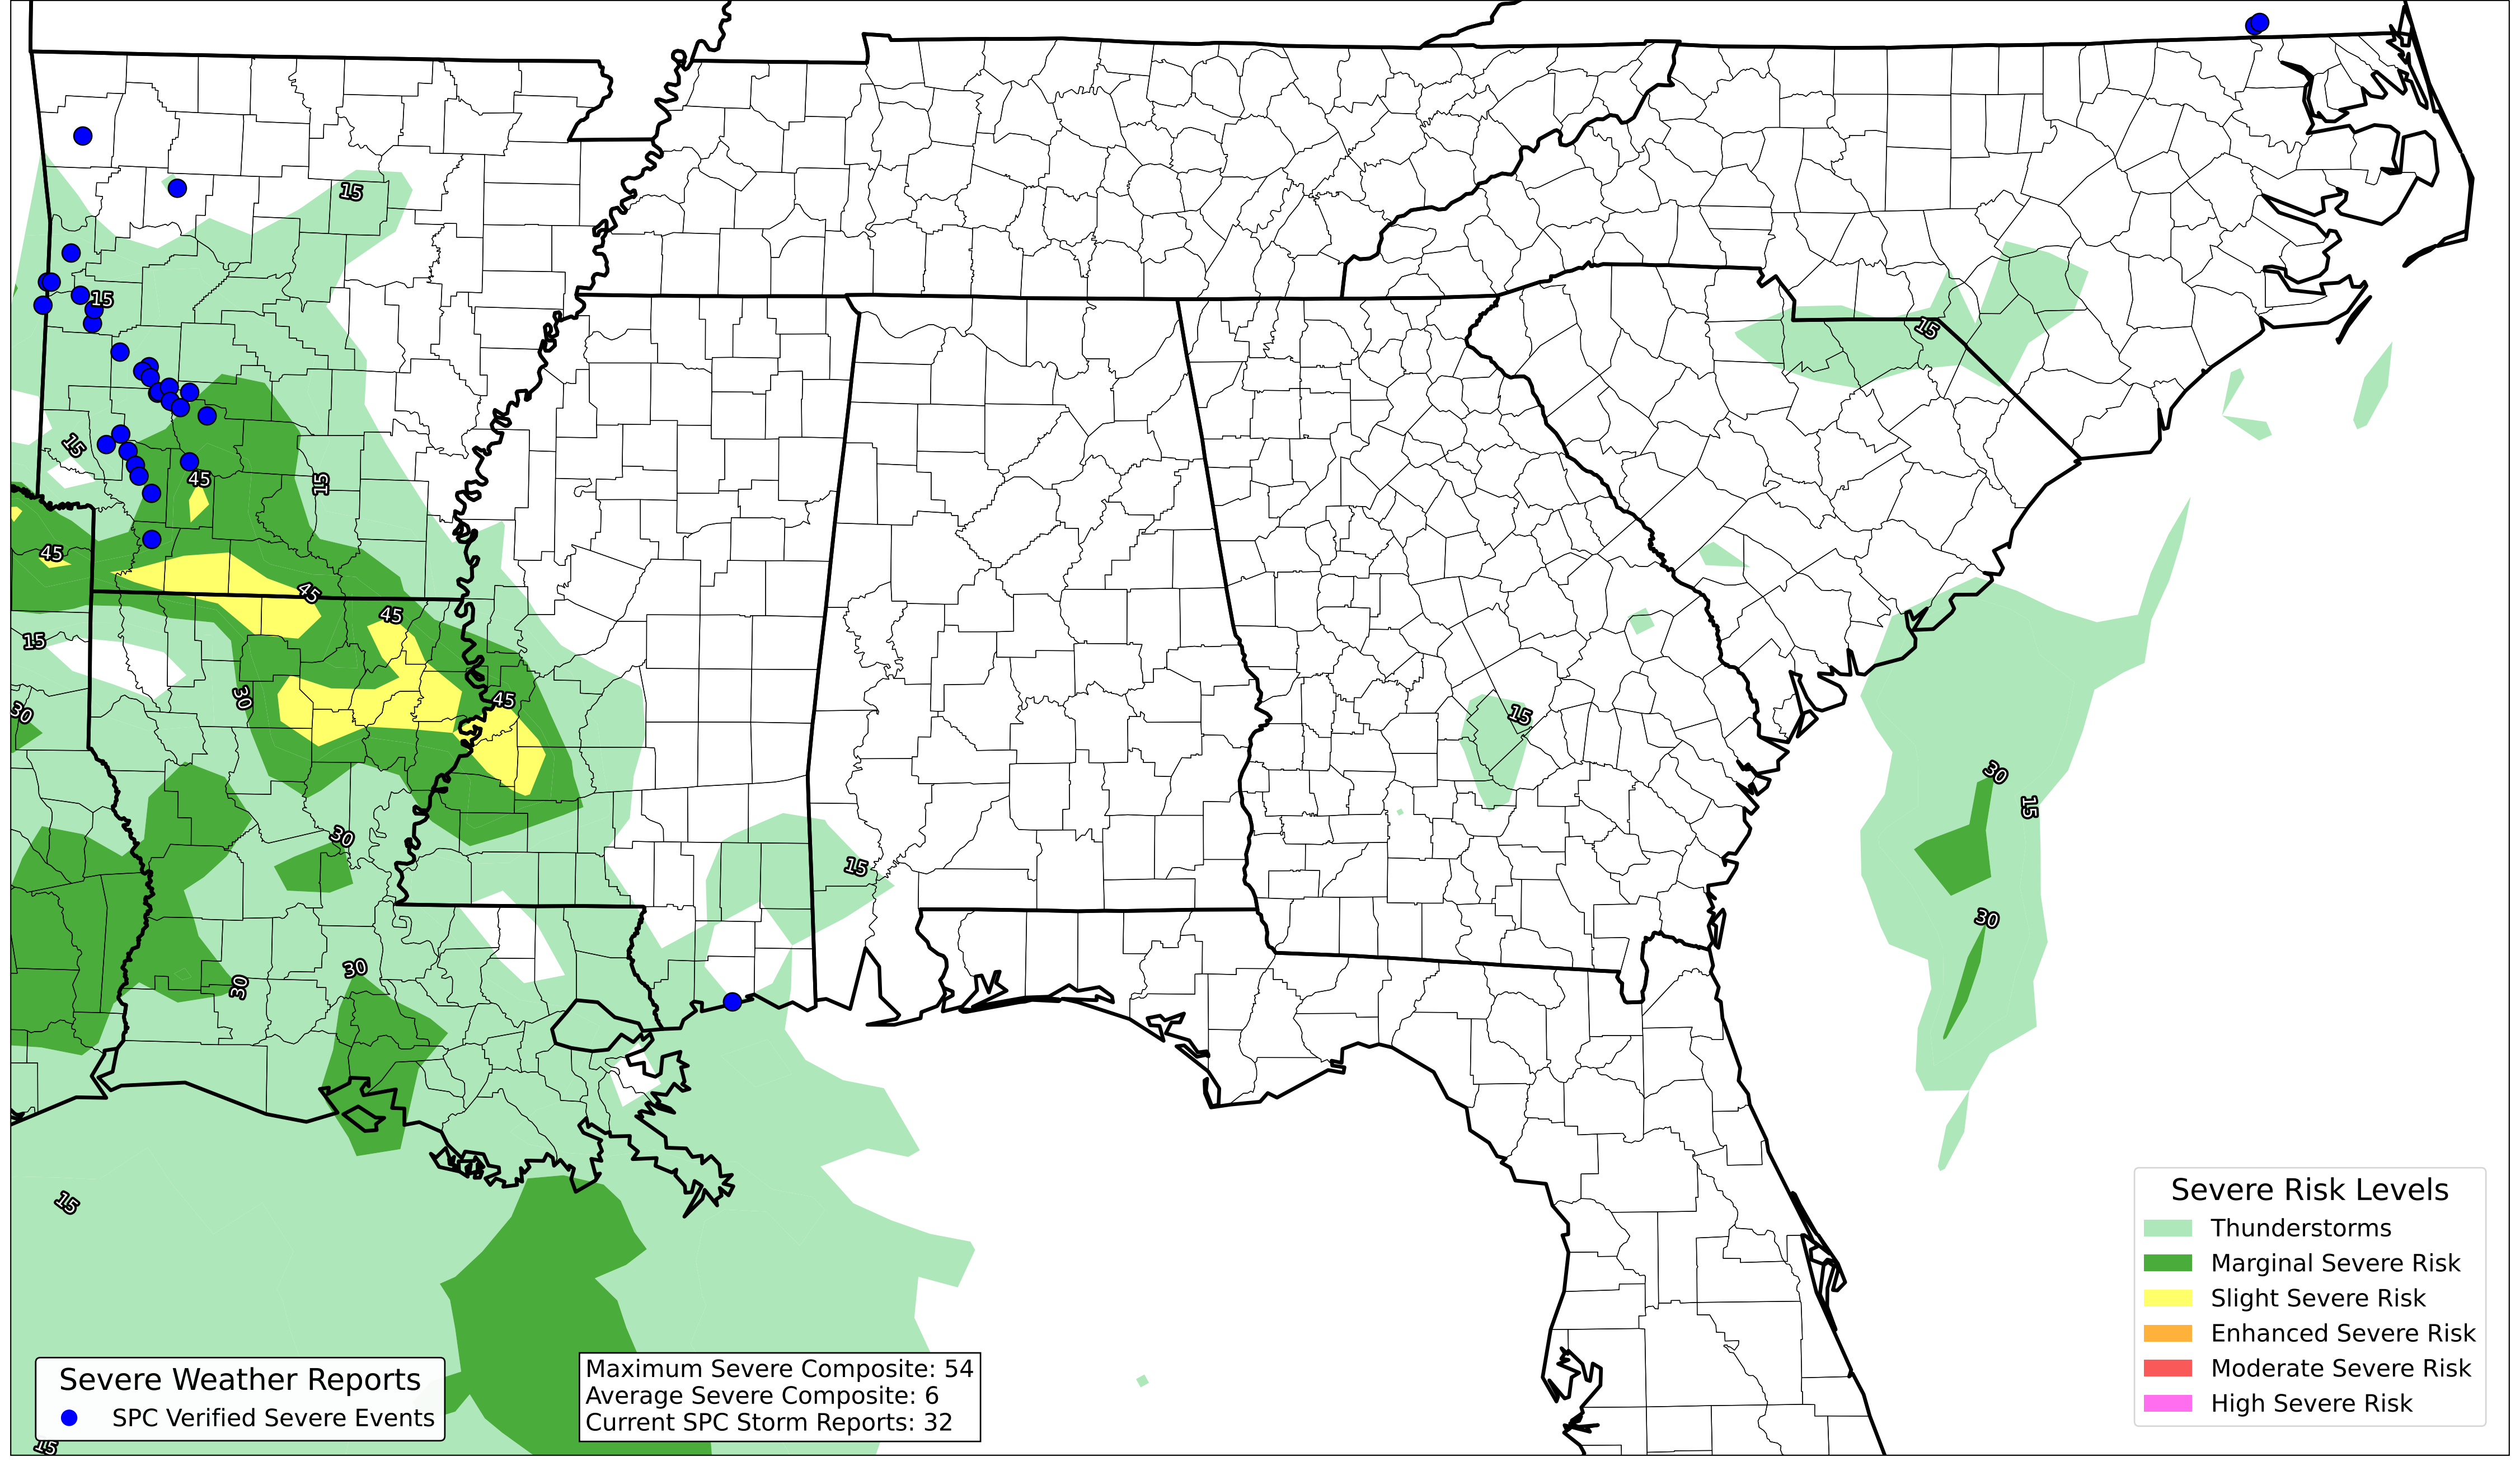 15
15
15
15
15
45
45
45
45
15
45
30
30
15
30
15
30
15
30
30
30
15
15
Severe Risk Levels
Thunderstorms
Marginal Severe Risk
Slight Severe Risk
Enhanced Severe Risk
Moderate Severe Risk
High Severe Risk
Severe Weather Reports
SPC Verified Severe Events
Maximum Severe Composite: 54
Average Severe Composite: 6
Current SPC Storm Reports: 32
15